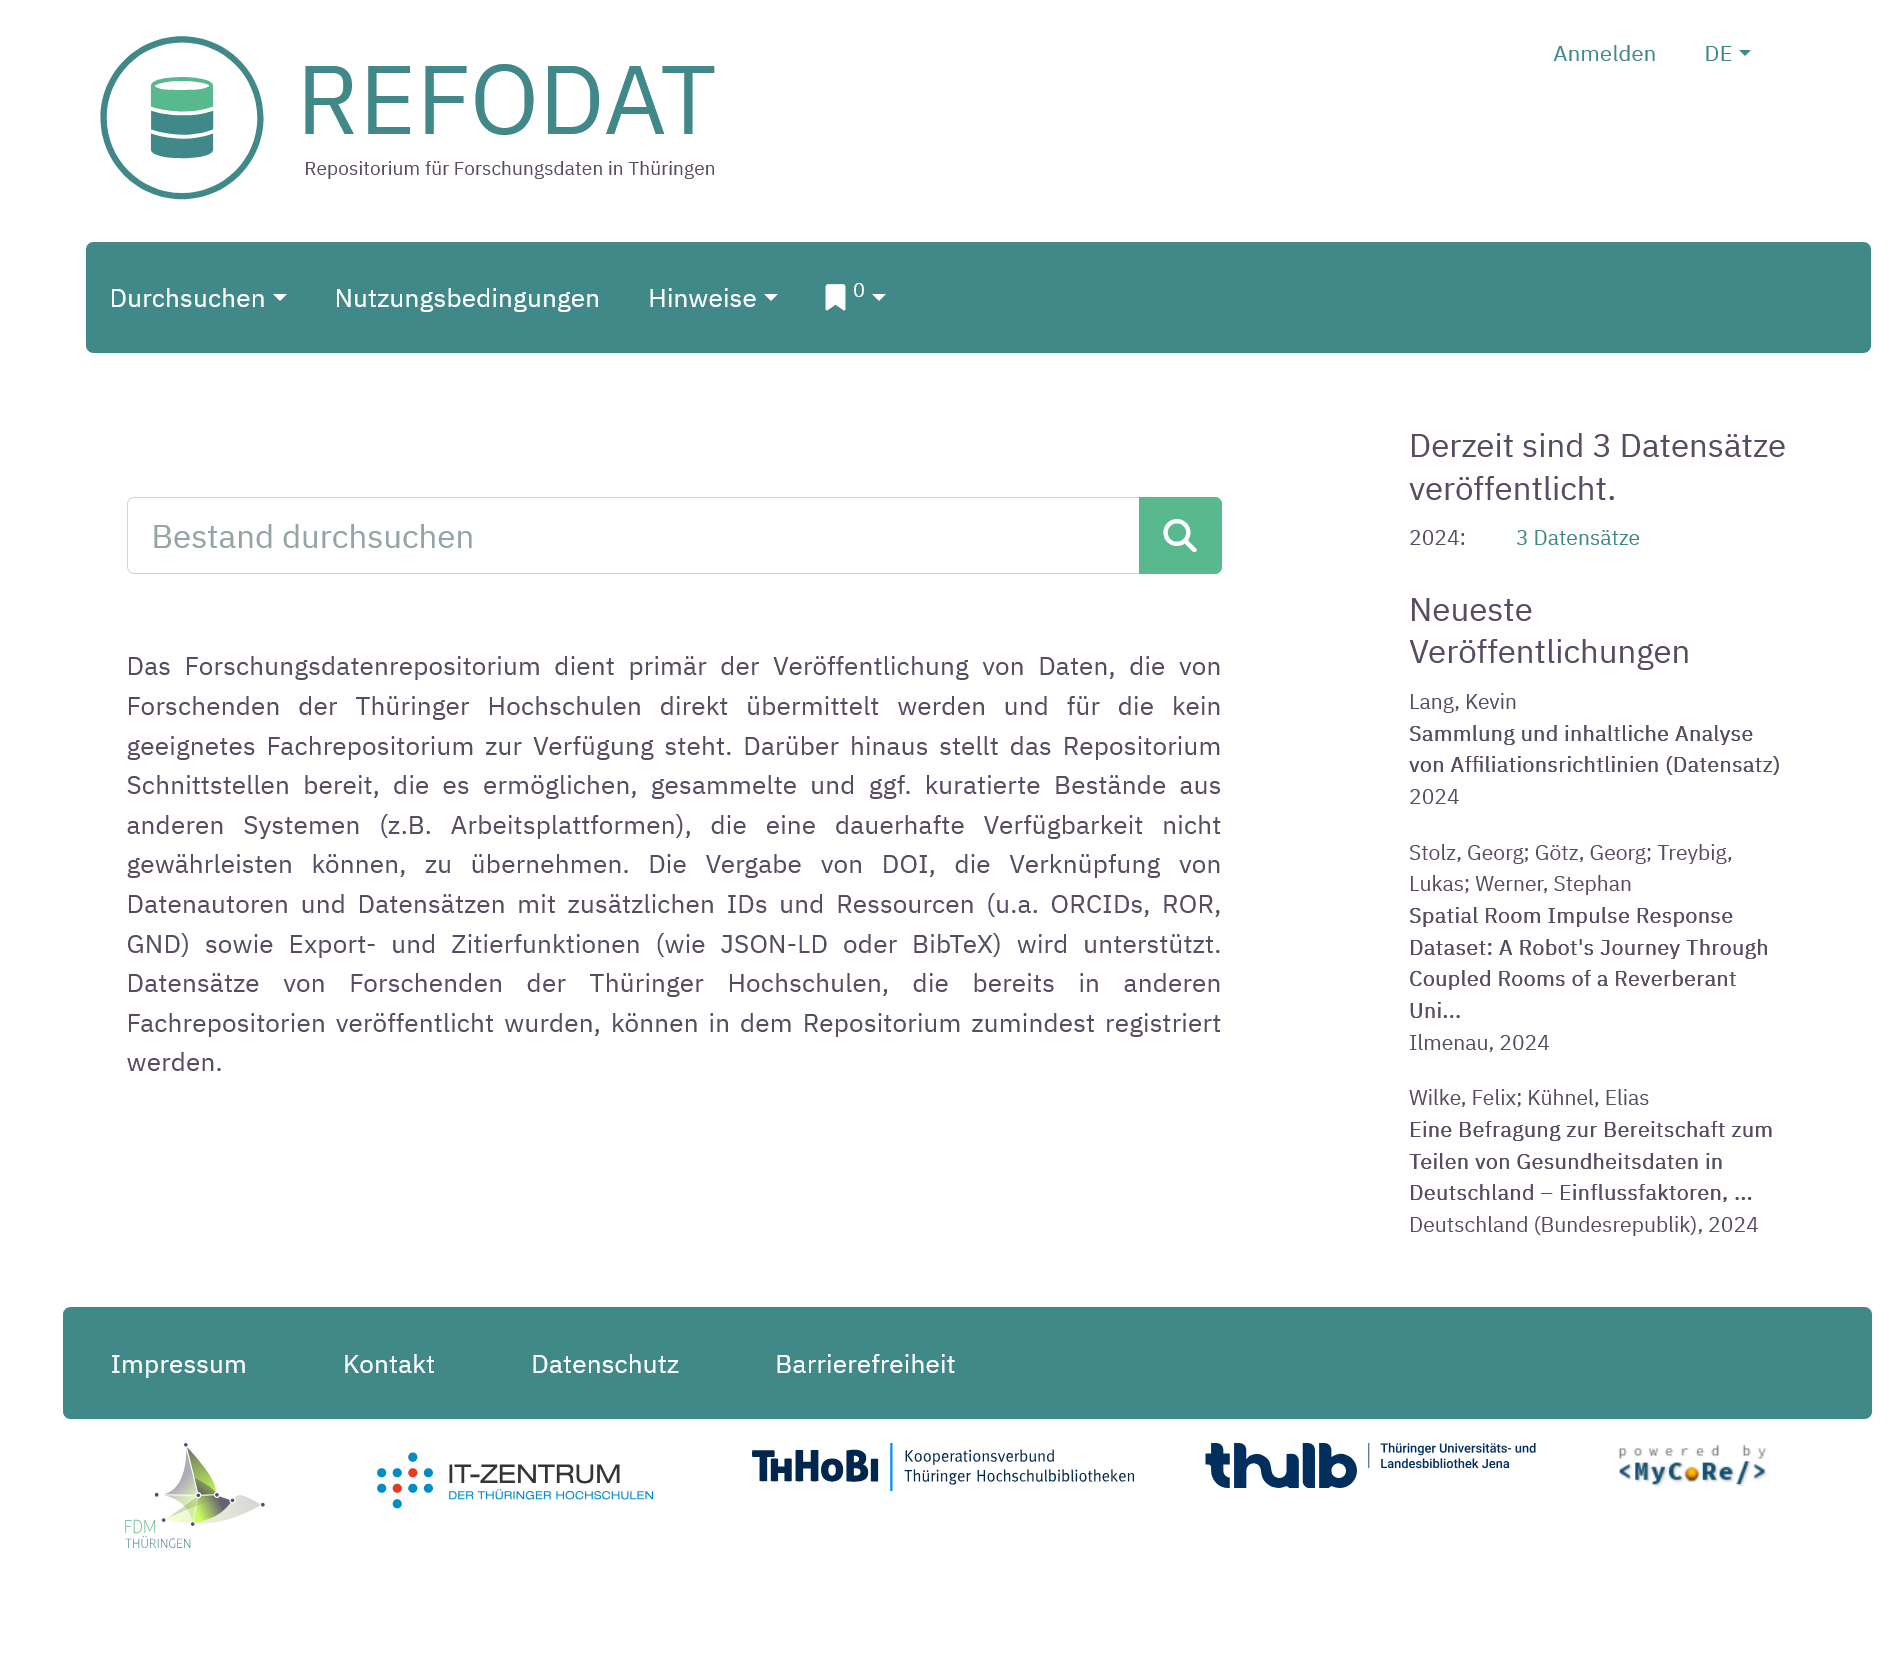 REFODAT
Repositorium für Forschungsdaten in Thüringen
Anmelden DE
Durchsuchen Nutzungsbedingungen Hinweise 0
Bestand durchsuchen
Das Forschungsdatenrepositorium dient primär der Veröffentlichung von Daten, die von
Forschenden der Thüringer Hochschulen direkt übermittelt werden und für die kein
geeignetes Fachrepositorium zur Verfügung steht. Darüber hinaus stellt das Repositorium
Schnittstellen bereit, die es ermöglichen, gesammelte und ggf. kuratierte Bestände aus
anderen Systemen (z.B. Arbeitsplattformen), die eine dauerhafte Verfügbarkeit nicht
gewährleisten können, zu übernehmen. Die Vergabe von DOI, die Verknüpfung von
Datenautoren und Datensätzen mit zusätzlichen IDs und Ressourcen (u.a. ORCIDs, ROR,
GND) sowie Export- und Zitierfunktionen (wie JSON-LD oder BibTeX) wird unterstützt.
Datensätze von Forschenden der Thüringer Hochschulen, die bereits in anderen
Fachrepositorien veröffentlicht wurden, können in dem Repositorium zumindest registriert
werden.
Derzeit sind 3 Datensätze
veröffentlicht.
2024: 3 Datensätze
Neueste
Veröffentlichungen
Lang, Kevin
Sammlung und inhaltliche Analyse
von Affiliationsrichtlinien (Datensatz)
2024
Stolz, Georg; Götz, Georg; Treybig,
Lukas; Werner, Stephan
Spatial Room Impulse Response
Dataset: A Robot's Journey Through
Coupled Rooms of a Reverberant
Uni...
Ilmenau, 2024
Wilke, Felix; Kühnel, Elias
Eine Befragung zur Bereitschaft zum
Teilen von Gesundheitsdaten in
Deutschland – Einflussfaktoren, ...
Deutschland (Bundesrepublik), 2024
Impressum Kontakt Datenschutz Barrierefreiheit
FDM
THÜRINGEN
IT-ZENTRUM
DER THÜRINGER HOCHSCHULEN
THHOBI
Kooperationsverbund
Thüringer Hochschulbibliotheken
thulb
Thüringer Universitäts- und
Landesbibliothek Jena
powered by
<MyCoRe/>